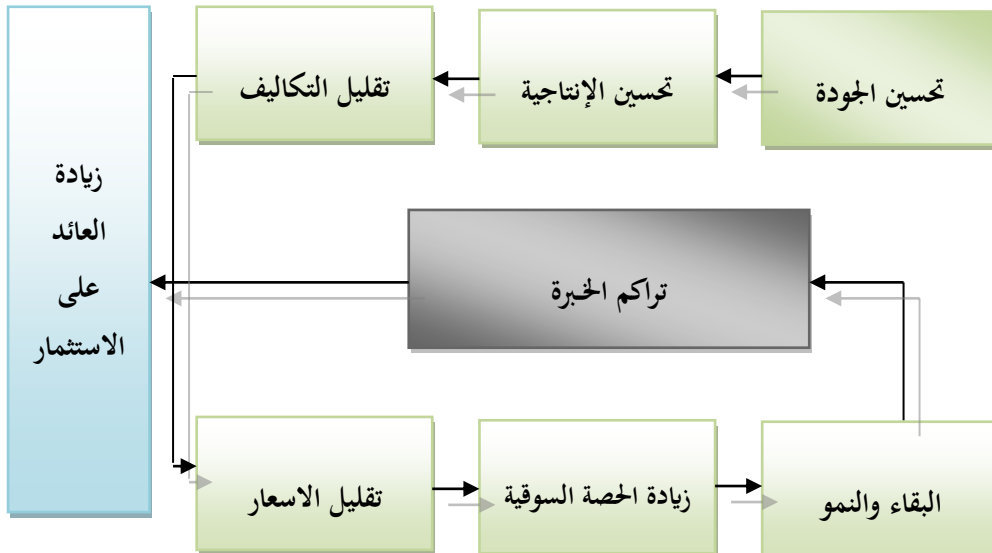 تحسين الجودة
تحسين الإنتاجية
تقليل التكاليف
زيادة
العائد
على
الاستثمار
تراكم الخبرة
تقليل الاسعار
زيادة الحصة السوقية
البقاء والنمو